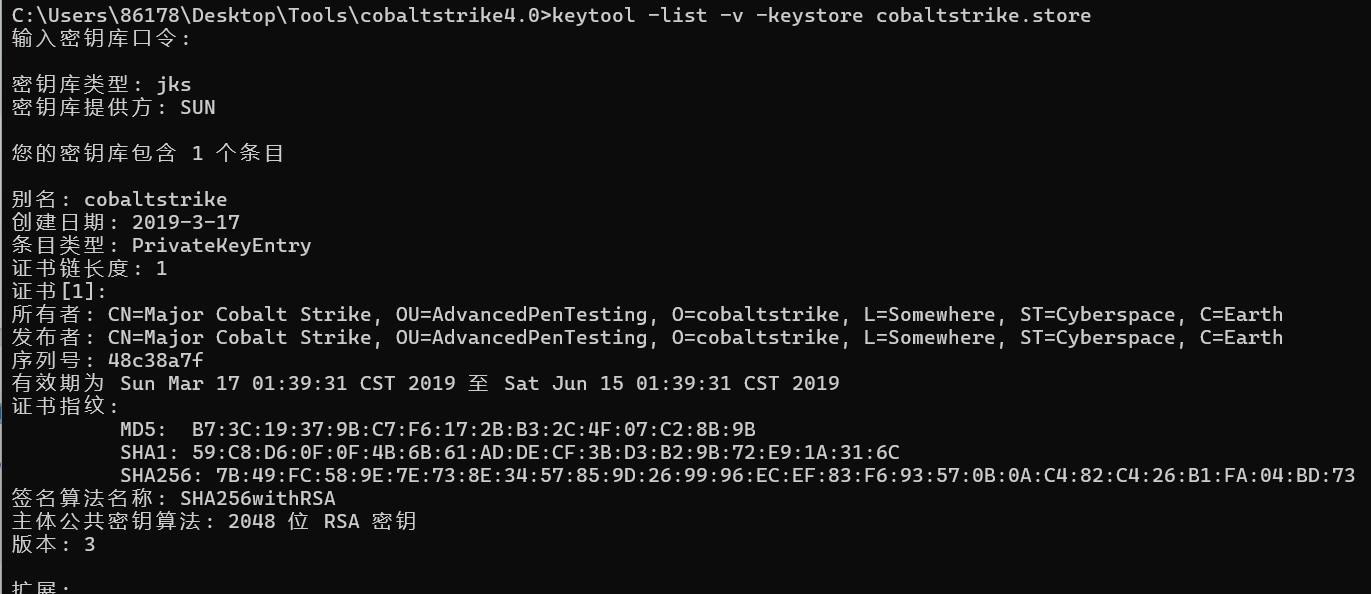 C:\Users\86178\Desktop\Tools\cobaltstrike4.0>keytool -list -v -keystore cobaltstrike.store
输入密钥库口令:
密钥库类型: jks
密钥库提供方: SUN
您的密钥库包含 1 个条目
别名: cobaltstrike
创建日期: 2019-3-17
条目类型: PrivateKeyEntry
证书链长度: 1
证书[1]:
所有者: CN=Major Cobalt Strike, OU=AdvancedPenTesting, O=cobaltstrike, L=Somewhere, ST=Cyberspace, C=Earth
发布者: CN=Major Cobalt Strike, OU=AdvancedPenTesting, O=cobaltstrike, L=Somewhere, ST=Cyberspace, C=Earth
序列号: 48c38a7f
有效期为 Sun Mar 17 01:39:31 CST 2019 至 Sat Jun 15 01:39:31 CST 2019
证书指纹:
MD5: B7:3C:19:37:9B:C7:F6:17:2B:B3:2C:4F:07:C2:8B:9B
SHA1: 59:C8:D6:0F:0F:4B:6B:61:AD:DE:CF:3B:D3:B2:9B:72:E9:1A:31:6C
SHA256: 7B:49:FC:58:9E:7E:73:8E:34:57:85:9D:26:99:96:EC:EF:83:F6:93:57:0B:0A:C4:82:C4:26:B1:FA:04:BD:73
签名算法名称: SHA256withRSA
主体公共密钥算法: 2048 位 RSA 密钥
版本: 3
扩展: